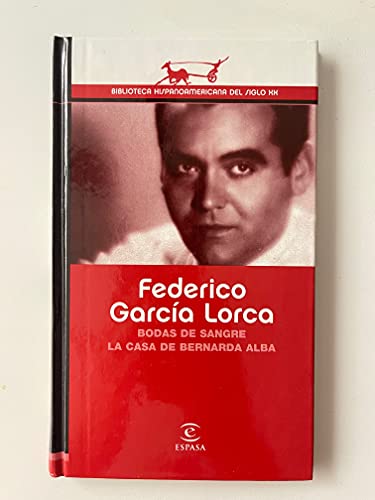 BIBLIOTECA HISPANOAMERICANA DEL SIGLO XX
Federico
García Lorca
BODAS DE SANGRE
LA CASA DE BERNARDA ALBA
e
ESPASA